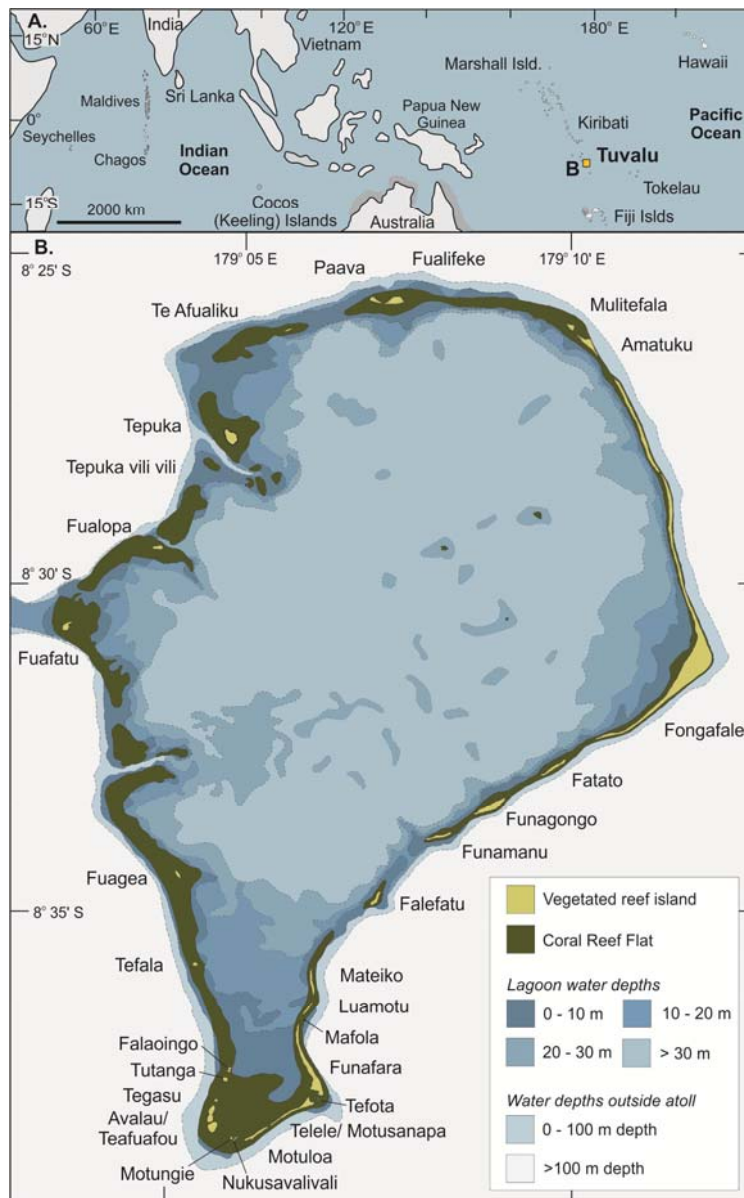 A.
60° E
120°E
180° E
15°N
India
Vietnam
Marshall Isld.
Hawaii
Maldives
Sri Lanka
Papua New
Guinea
Kiribati
Pacific
Ocean
0°
Seychelles
Chagos
Indian
Ocean
Tuvalu
B
Tokelau
15°S
2000 km
Cocos
(Keeling) Islands
Australia
Fiji Islds
B.
8° 25' S
179° 05 E
179° 10' E
Paava
Fualifeke
Te Afualiku
Mulitefala
Amatuku
Tepuka
Tepuka vili vili
Fualopa
8° 30' S
Fuafatu
Fongafale
Fatato
Funagongo
Funamanu
Fuagea
Falefatu
8° 35' S
Tefala
Mateiko
Luamotu
Mafola
Falaoingo
Tutanga
Funafara
Tegasu
Tefota
Avalau/
Teafuafou
Telele/ Motusanapa
Motuloa
Motungie
Nukusavalivali
Vegetated reef island
Coral Reef Flat
Lagoon water depths
0 - 10 m
10 - 20 m
20 - 30 m
> 30 m
Water depths outside atoll
0 - 100 m depth
>100 m depth